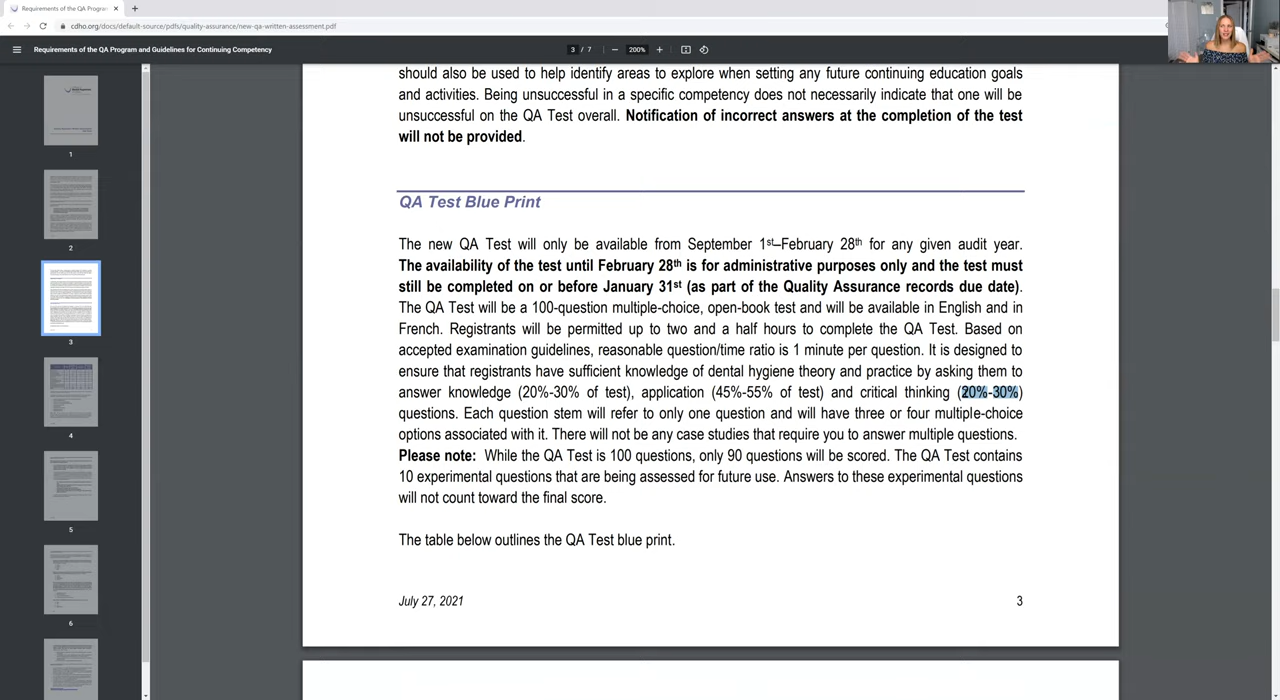 Requirements of the QA Program
cdho.org/docs/default-source/pdfs/quality-assurance/new-qa-written-assessment.pdf
Requirements of the QA Program and Guidelines for Continuing Competency
3 / 7
200%
1
2
3
4
5
6
should also be used to help identify areas to explore when setting any future continuing education goals
and activities. Being unsuccessful in a specific competency does not necessarily indicate that one will be
unsuccessful on the QA Test overall. Notification of incorrect answers at the completion of the test
will not be provided.
QA Test Blue Print
The new QA Test will only be available from September 1st–February 28th for any given audit year.
The availability of the test until February 28th is for administrative purposes only and the test must
still be completed on or before January 31st (as part of the Quality Assurance records due date).
The QA Test will be a 100-question multiple-choice, open-book test and will be available in English and in
French. Registrants will be permitted up to two and a half hours to complete the QA Test. Based on
accepted examination guidelines, reasonable question/time ratio is 1 minute per question. It is designed to
ensure that registrants have sufficient knowledge of dental hygiene theory and practice by asking them to
answer knowledge (20%-30% of test), application (45%-55% of test) and critical thinking (20%-30%)
questions. Each question stem will refer to only one question and will have three or four multiple-choice
options associated with it. There will not be any case studies that require you to answer multiple questions.
Please note: While the QA Test is 100 questions, only 90 questions will be scored. The QA Test contains
10 experimental questions that are being assessed for future use. Answers to these experimental questions
will not count toward the final score.
The table below outlines the QA Test blue print.
July 27, 2021
3